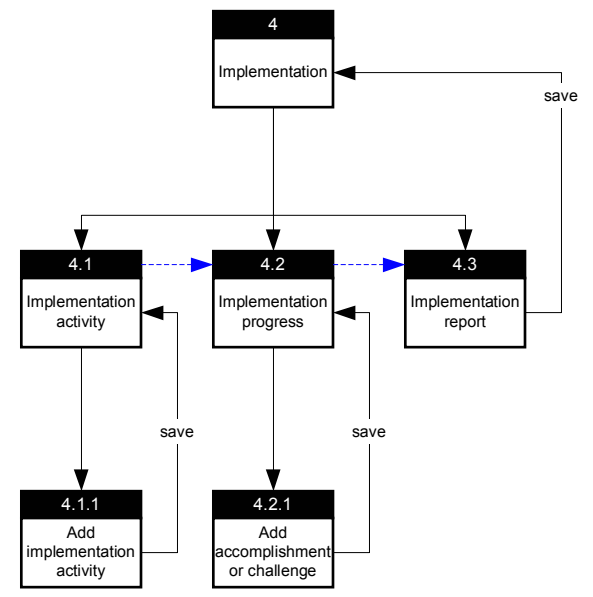 4
Implementation
save
4.1
4.2
4.3
Implementation
activity
Implementation
progress
Implementation
report
save
save
4.1.1
4.2.1
Add
implementation
activity
Add
accomplishment
or challenge